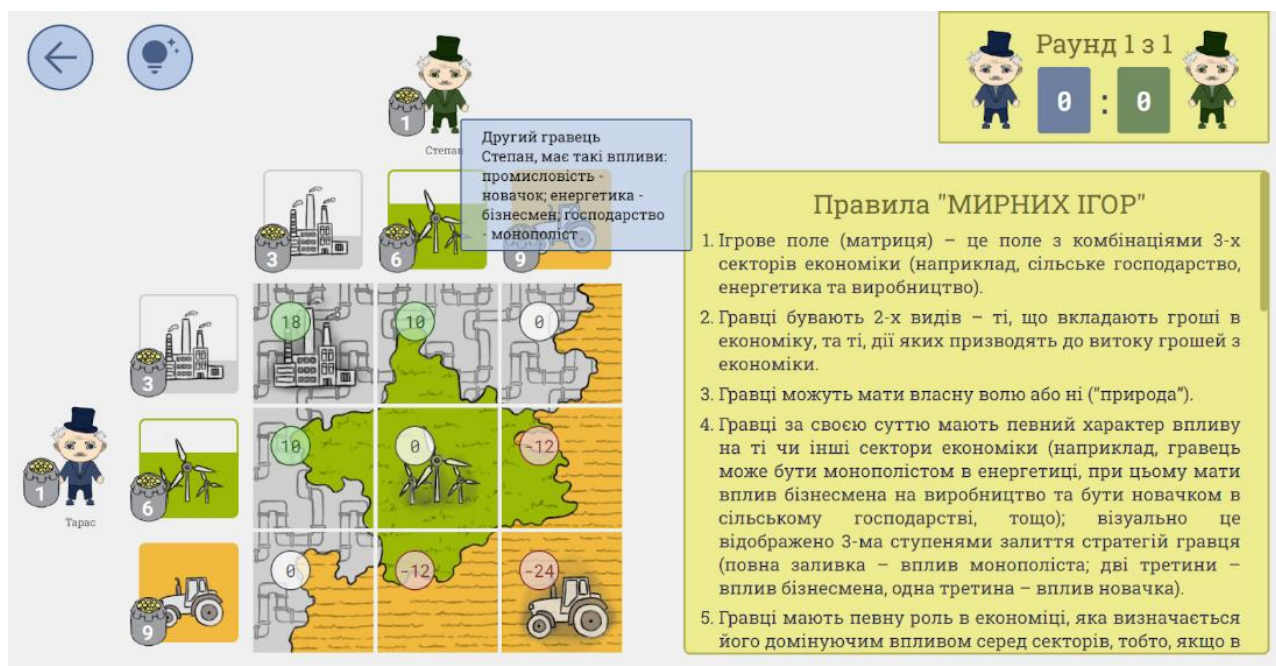 Раунд 1 з 1
0 : 0
1
Степан
Другий гравець
Степан, має такі впливи:
промисловість -
новачок; енергетика -
бізнесмен; господарство
- монополіст
3
6
9
18
10
0
3
10
0
-12
6
1
Тарас
0
-12
-24
9
Правила "МИРНИХ ІГОР"
1. Ігрове поле (матриця) – це поле з комбінаціями 3-х
секторів економіки (наприклад, сільське господарство,
енергетика та виробництво).
2. Гравці бувають 2-х видів – ті, що вкладають гроші в
економіку, та ті, дії яких призводять до витоку грошей з
економіки.
3. Гравці можуть мати власну волю або ні ("природа").
4. Гравці за своєю суттю мають певний характер впливу
на ті чи інші сектори економіки (наприклад, гравець
може бути монополістом в енергетиці, при цьому мати
вплив бізнесмена на виробництво та бути новачком в
сільському господарстві, тощо); візуально це
відображено 3-ма ступенями залиття стратегій гравця
(повна заливка – вплив монополіста; дві третини –
вплив бізнесмена, одна третина – вплив новачка).
5. Гравці мають певну роль в економіці, яка визначається
його домінуючим впливом серед секторів, тобто, якщо в